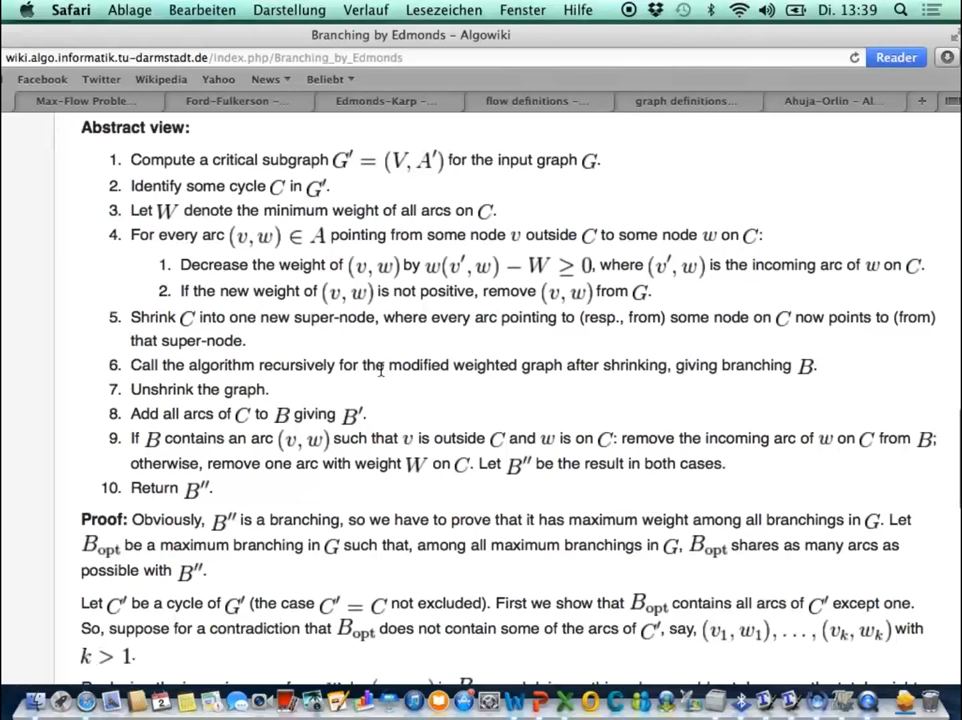 Safari Ablage Bearbeiten Darstellung Verlauf Lesezeichen Fenster Hilfe Di. 13:39
Branching by Edmonds – Algowiki
wiki.algo.informatik.tu-darmstadt.de/index.php/Branching_by_Edmonds Reader
Facebook Twitter Wikipedia Yahoo News ▾ Beliebt ▾
Max-Flow Proble... Ford-Fulkerson –... Edmonds-Karp –... flow definitions –... graph definitions... Ahuja-Orlin – Al... +
Abstract view:
1. Compute a critical subgraph G′ = (V, A′) for the input graph G.
2. Identify some cycle C in G′.
3. Let W denote the minimum weight of all arcs on C.
4. For every arc (v, w) ∈ A pointing from some node v outside C to some node w on C:
1. Decrease the weight of (v, w) by w(v′, w) − W ≥ 0, where (v′, w) is the incoming arc of w on C.
2. If the new weight of (v, w) is not positive, remove (v, w) from G.
5. Shrink C into one new super-node, where every arc pointing to (resp., from) some node on C now points to (from)
that super-node.
6. Call the algorithm recursively for the modified weighted graph after shrinking, giving branching B.
7. Unshrink the graph.
8. Add all arcs of C to B giving B′.
9. If B contains an arc (v, w) such that v is outside C and w is on C: remove the incoming arc of w on C from B;
otherwise, remove one arc with weight W on C. Let B″ be the result in both cases.
10. Return B″.
Proof: Obviously, B″ is a branching, so we have to prove that it has maximum weight among all branchings in G. Let
Bopt be a maximum branching in G such that, among all maximum branchings in G, Bopt shares as many arcs as
possible with B″.
Let C′ be a cycle of G′ (the case C′ = C not excluded). First we show that Bopt contains all arcs of C′ except one.
So, suppose for a contradiction that Bopt does not contain some of the arcs of C′, say, (v₁, w₁), . . . , (vₖ, wₖ) with
k > 1.